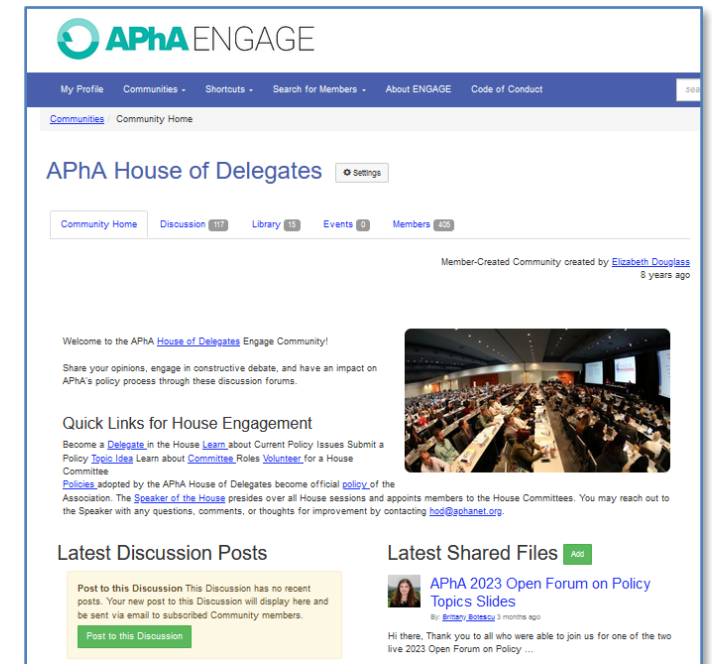 APhA ENGAGE
My Profile Communities Shortcuts Search for Members About ENGAGE Code of Conduct sea
Communities / Community Home
APhA House of Delegates Settings
Community Home Discussion 117 Library 15 Events 0 Members 405
Member-Created Community created by Elizabeth Douglass
8 years ago
Welcome to the APhA House of Delegates Engage Community!
Share your opinions, engage in constructive debate, and have an impact on
APhA's policy process through these discussion forums.
Quick Links for House Engagement
Become a Delegate in the House Learn about Current Policy Issues Submit a
Policy Topic Idea Learn about Committee Roles Volunteer for a House
Committee
Policies adopted by the APhA House of Delegates become official policy of the
Association. The Speaker of the House presides over all House sessions and appoints members to the House Committees. You may reach out to
the Speaker with any questions, comments, or thoughts for improvement by contacting hod@aphanet.org.
Latest Discussion Posts
Post to this Discussion This Discussion has no recent
posts. Your new post to this Discussion will display here and
be sent via email to subscribed Community members.
Post to this Discussion
Latest Shared Files Add
APhA 2023 Open Forum on Policy
Topics Slides
By: Brittany Botescu 3 months ago
Hi there, Thank you to all who were able to join us for one of the two
live 2023 Open Forum on Policy ...